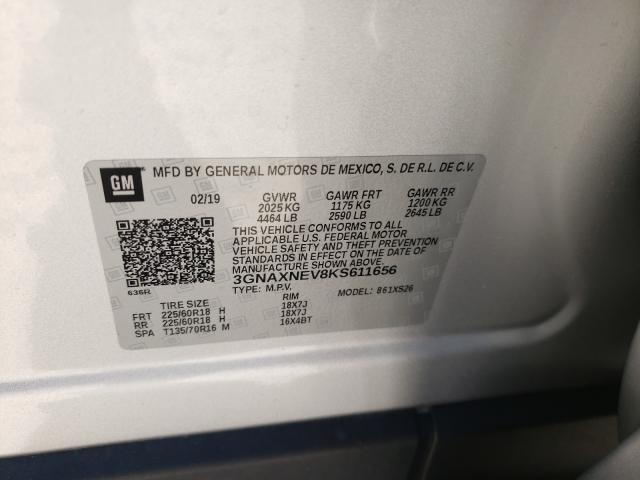 GM
MFD BY GENERAL MOTORS DE MEXICO, S. DE R.L. DE C.V.
02/19 GVWR GAWR FRT GAWR RR
2025 KG 1175 KG 1200 KG
4464 LB 2590 LB 2645 LB
THIS VEHICLE CONFORMS TO ALL
APPLICABLE U.S. FEDERAL MOTOR
VEHICLE SAFETY AND THEFT
PREVENTION STANDARDS IN EFFECT
ON THE DATE OF
MANUFACTURE SHOWN ABOVE.
3GNAXNEV8KS611656
636R
TYPE: M.P.V. MODEL: 861XS26
TIRE SIZE RIM
FRT 225/60R18 H 18X7J
RR 225/60R18 H 18X7J
SPA T135/70R16 M 16X4BT